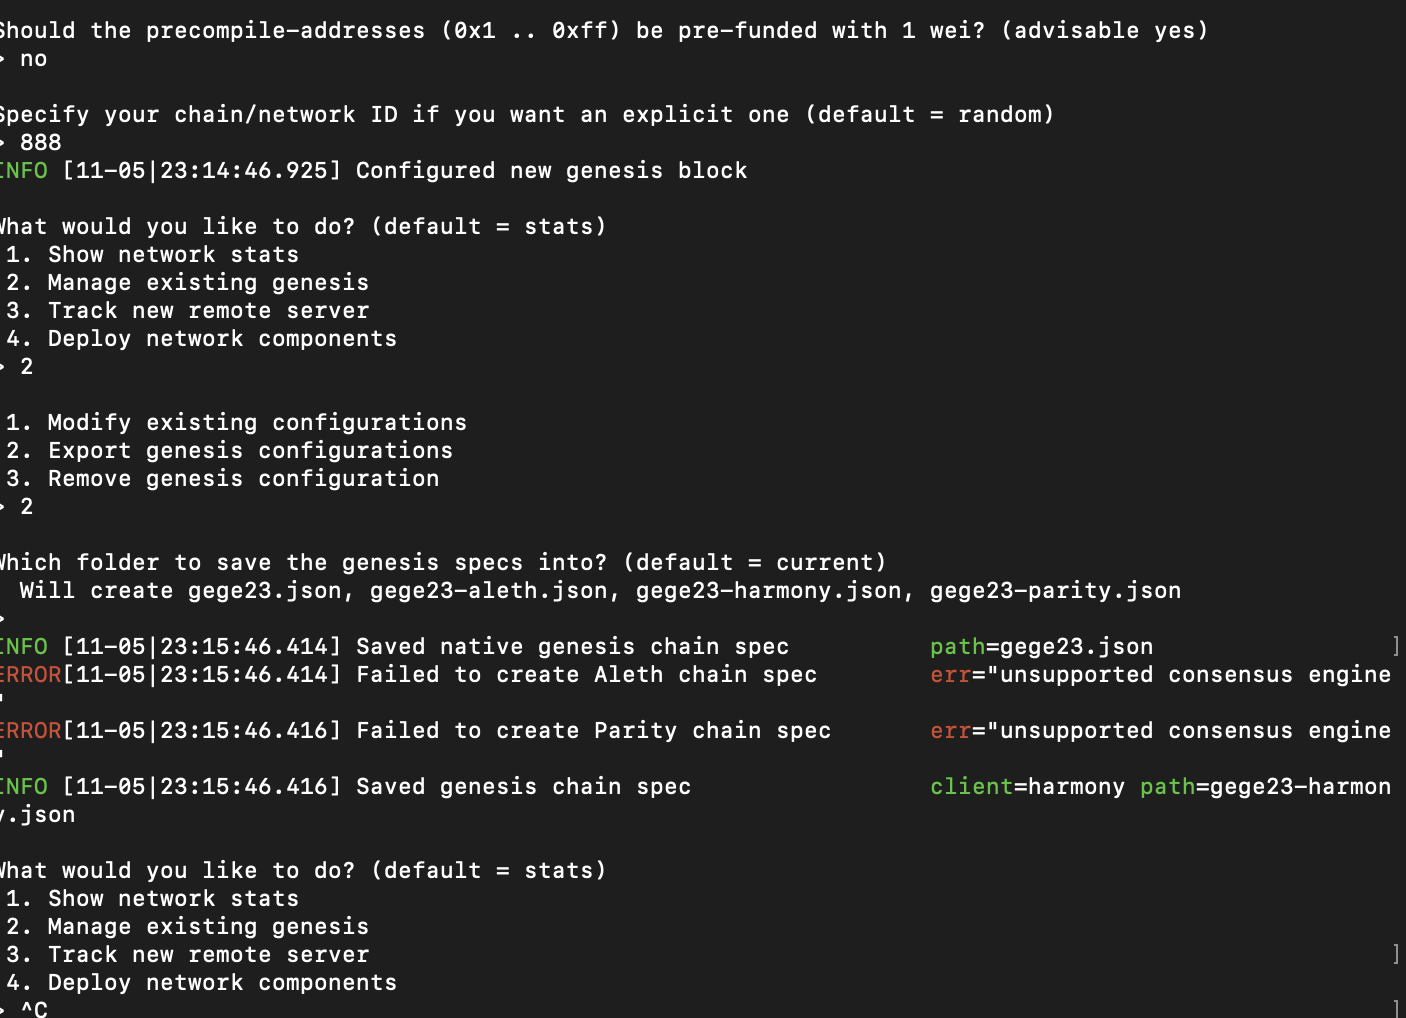 Should the precompile-addresses (0x1 .. 0xff) be pre-funded with 1 wei? (advisable yes)
> no
Specify your chain/network ID if you want an explicit one (default = random)
> 888
INFO [11-05|23:14:46.925] Configured new genesis block
What would you like to do? (default = stats)
1. Show network stats
2. Manage existing genesis
3. Track new remote server
4. Deploy network components
> 2
1. Modify existing configurations
2. Export genesis configurations
3. Remove genesis configuration
> 2
Which folder to save the genesis specs into? (default = current)
Will create gege23.json, gege23-aleth.json, gege23-harmony.json, gege23-parity.json
>
INFO [11-05|23:15:46.414] Saved native genesis chain spec path=gege23.json ]
ERROR[11-05|23:15:46.414] Failed to create Aleth chain spec err="unsupported consensus engine
"
ERROR[11-05|23:15:46.416] Failed to create Parity chain spec err="unsupported consensus engine
"
INFO [11-05|23:15:46.416] Saved genesis chain spec client=harmony path=gege23-harmon
y.json
What would you like to do? (default = stats)
1. Show network stats
2. Manage existing genesis
3. Track new remote server ]
4. Deploy network components
> ^C ]